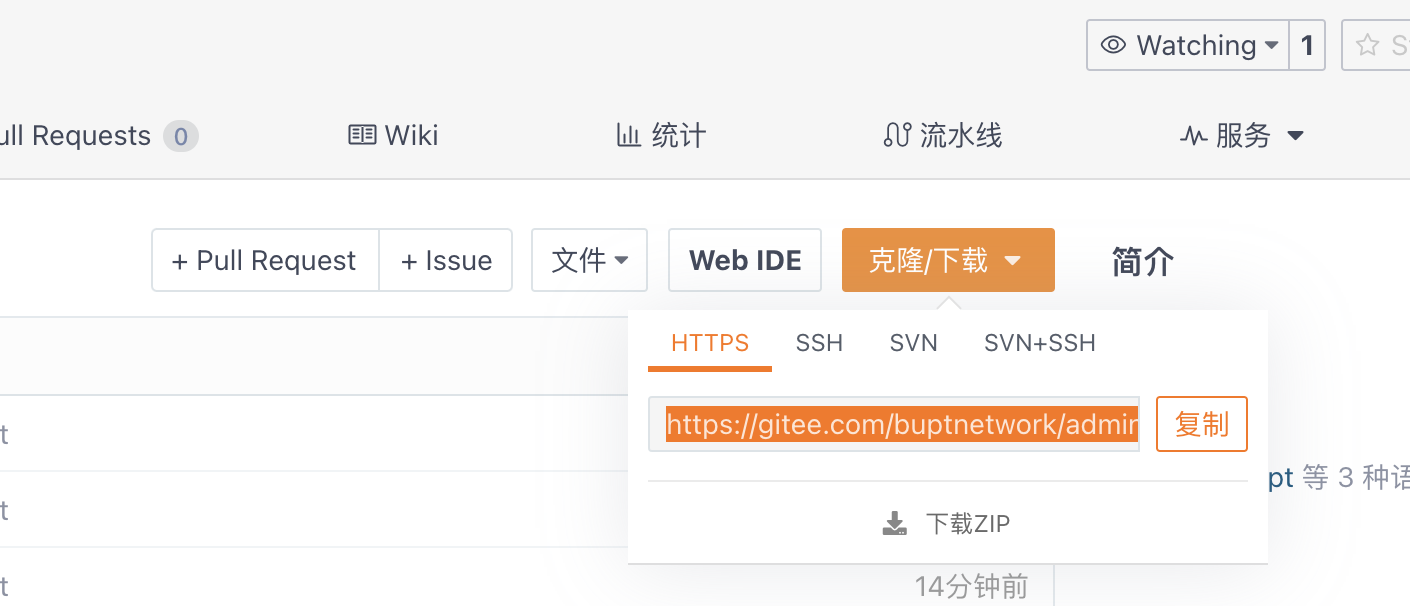 Watching 1
ull Requests 0 Wiki 统计 流水线 服务
+ Pull Request + Issue 文件 Web IDE 克隆/下载 简介
HTTPS SSH SVN SVN+SSH
https://gitee.com/buptnetwork/admin 复制
t
pt 等 3 种语
t
下载ZIP
t
14分钟前